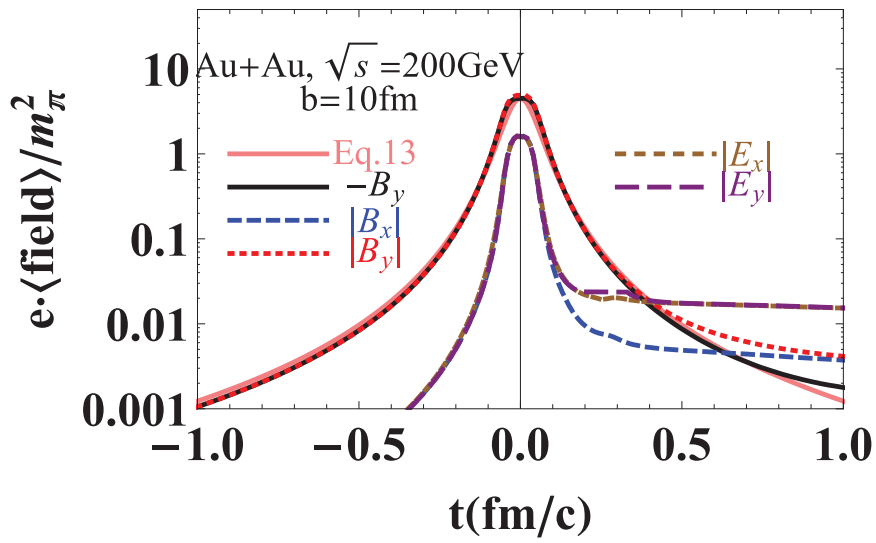 e·⟨field⟩/m_π^2
10
1
0.1
0.01
0.001
Au+Au, √s =200GeV
b=10fm
Eq.13
−B_y
|B_x|
|B_y|
|E_x|
|E_y|
−1.0
−0.5
0.0
0.5
1.0
t(fm/c)